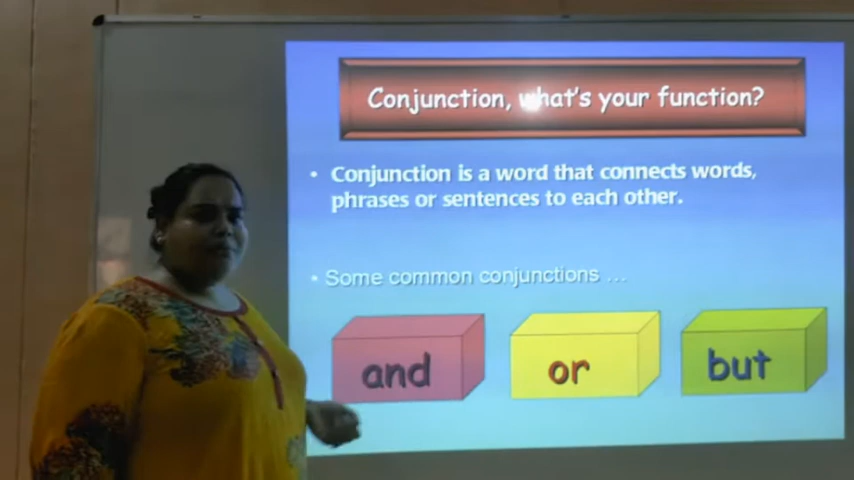 Conjunction, what's your function?
• Conjunction is a word that connects words,
phrases or sentences to each other.
• Some common conjunctions ...
and or but